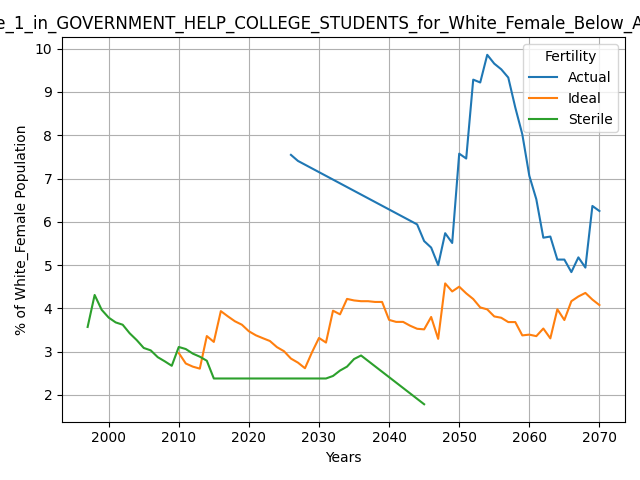 e_1_in_GOVERNMENT_HELP_COLLEGE_STUDENTS_for_White_Female_Below_A
Fertility
Actual
Ideal
Sterile
% of White_Female Population
10
9
8
7
6
5
4
3
2
2000 2010 2020 2030 2040 2050 2060 2070
Years